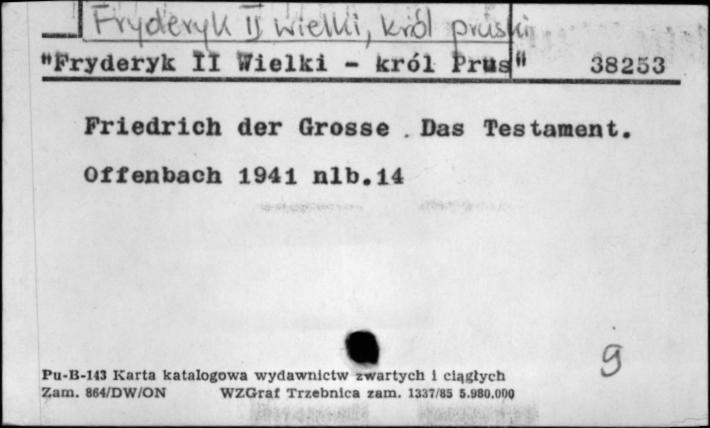 Fryderyk II Wielki, król pruski
"Fryderyk II Wielki - król Prus" 38253
Friedrich der Grosse . Das Testament.
Offenbach 1941 nlb.14
9
Pu-B-143 Karta katalogowa wydawnictw zwartych i ciągłych
Zam. 864/DW/ON WZGraf Trzebnica zam. 1337/85 5.980.000